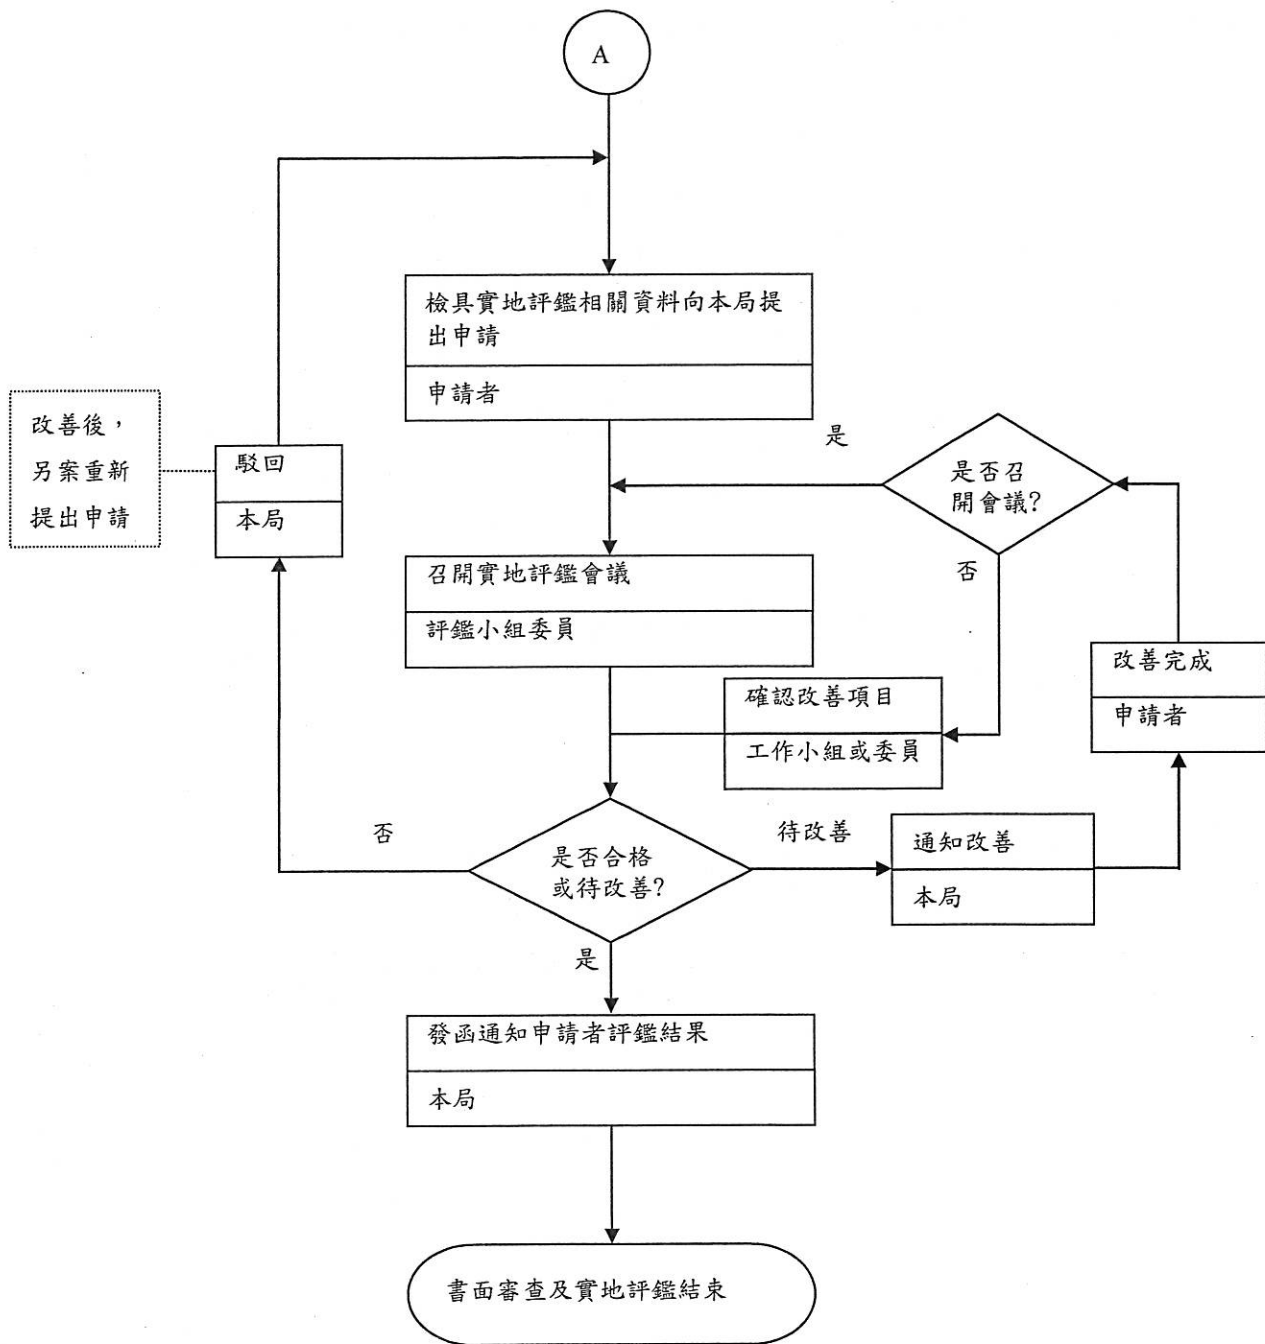 A
檢具實地評鑑相關資料向本局提
出申請
申請者
改善後，
另案重新
提出申請
駁回
本局
是
是否召
開會議?
否
召開實地評鑑會議
評鑑小組委員
改善完成
申請者
確認改善項目
工作小組或委員
否
是否合格
或待改善?
待改善
通知改善
本局
是
發函通知申請者評鑑結果
本局
書面審查及實地評鑑結束